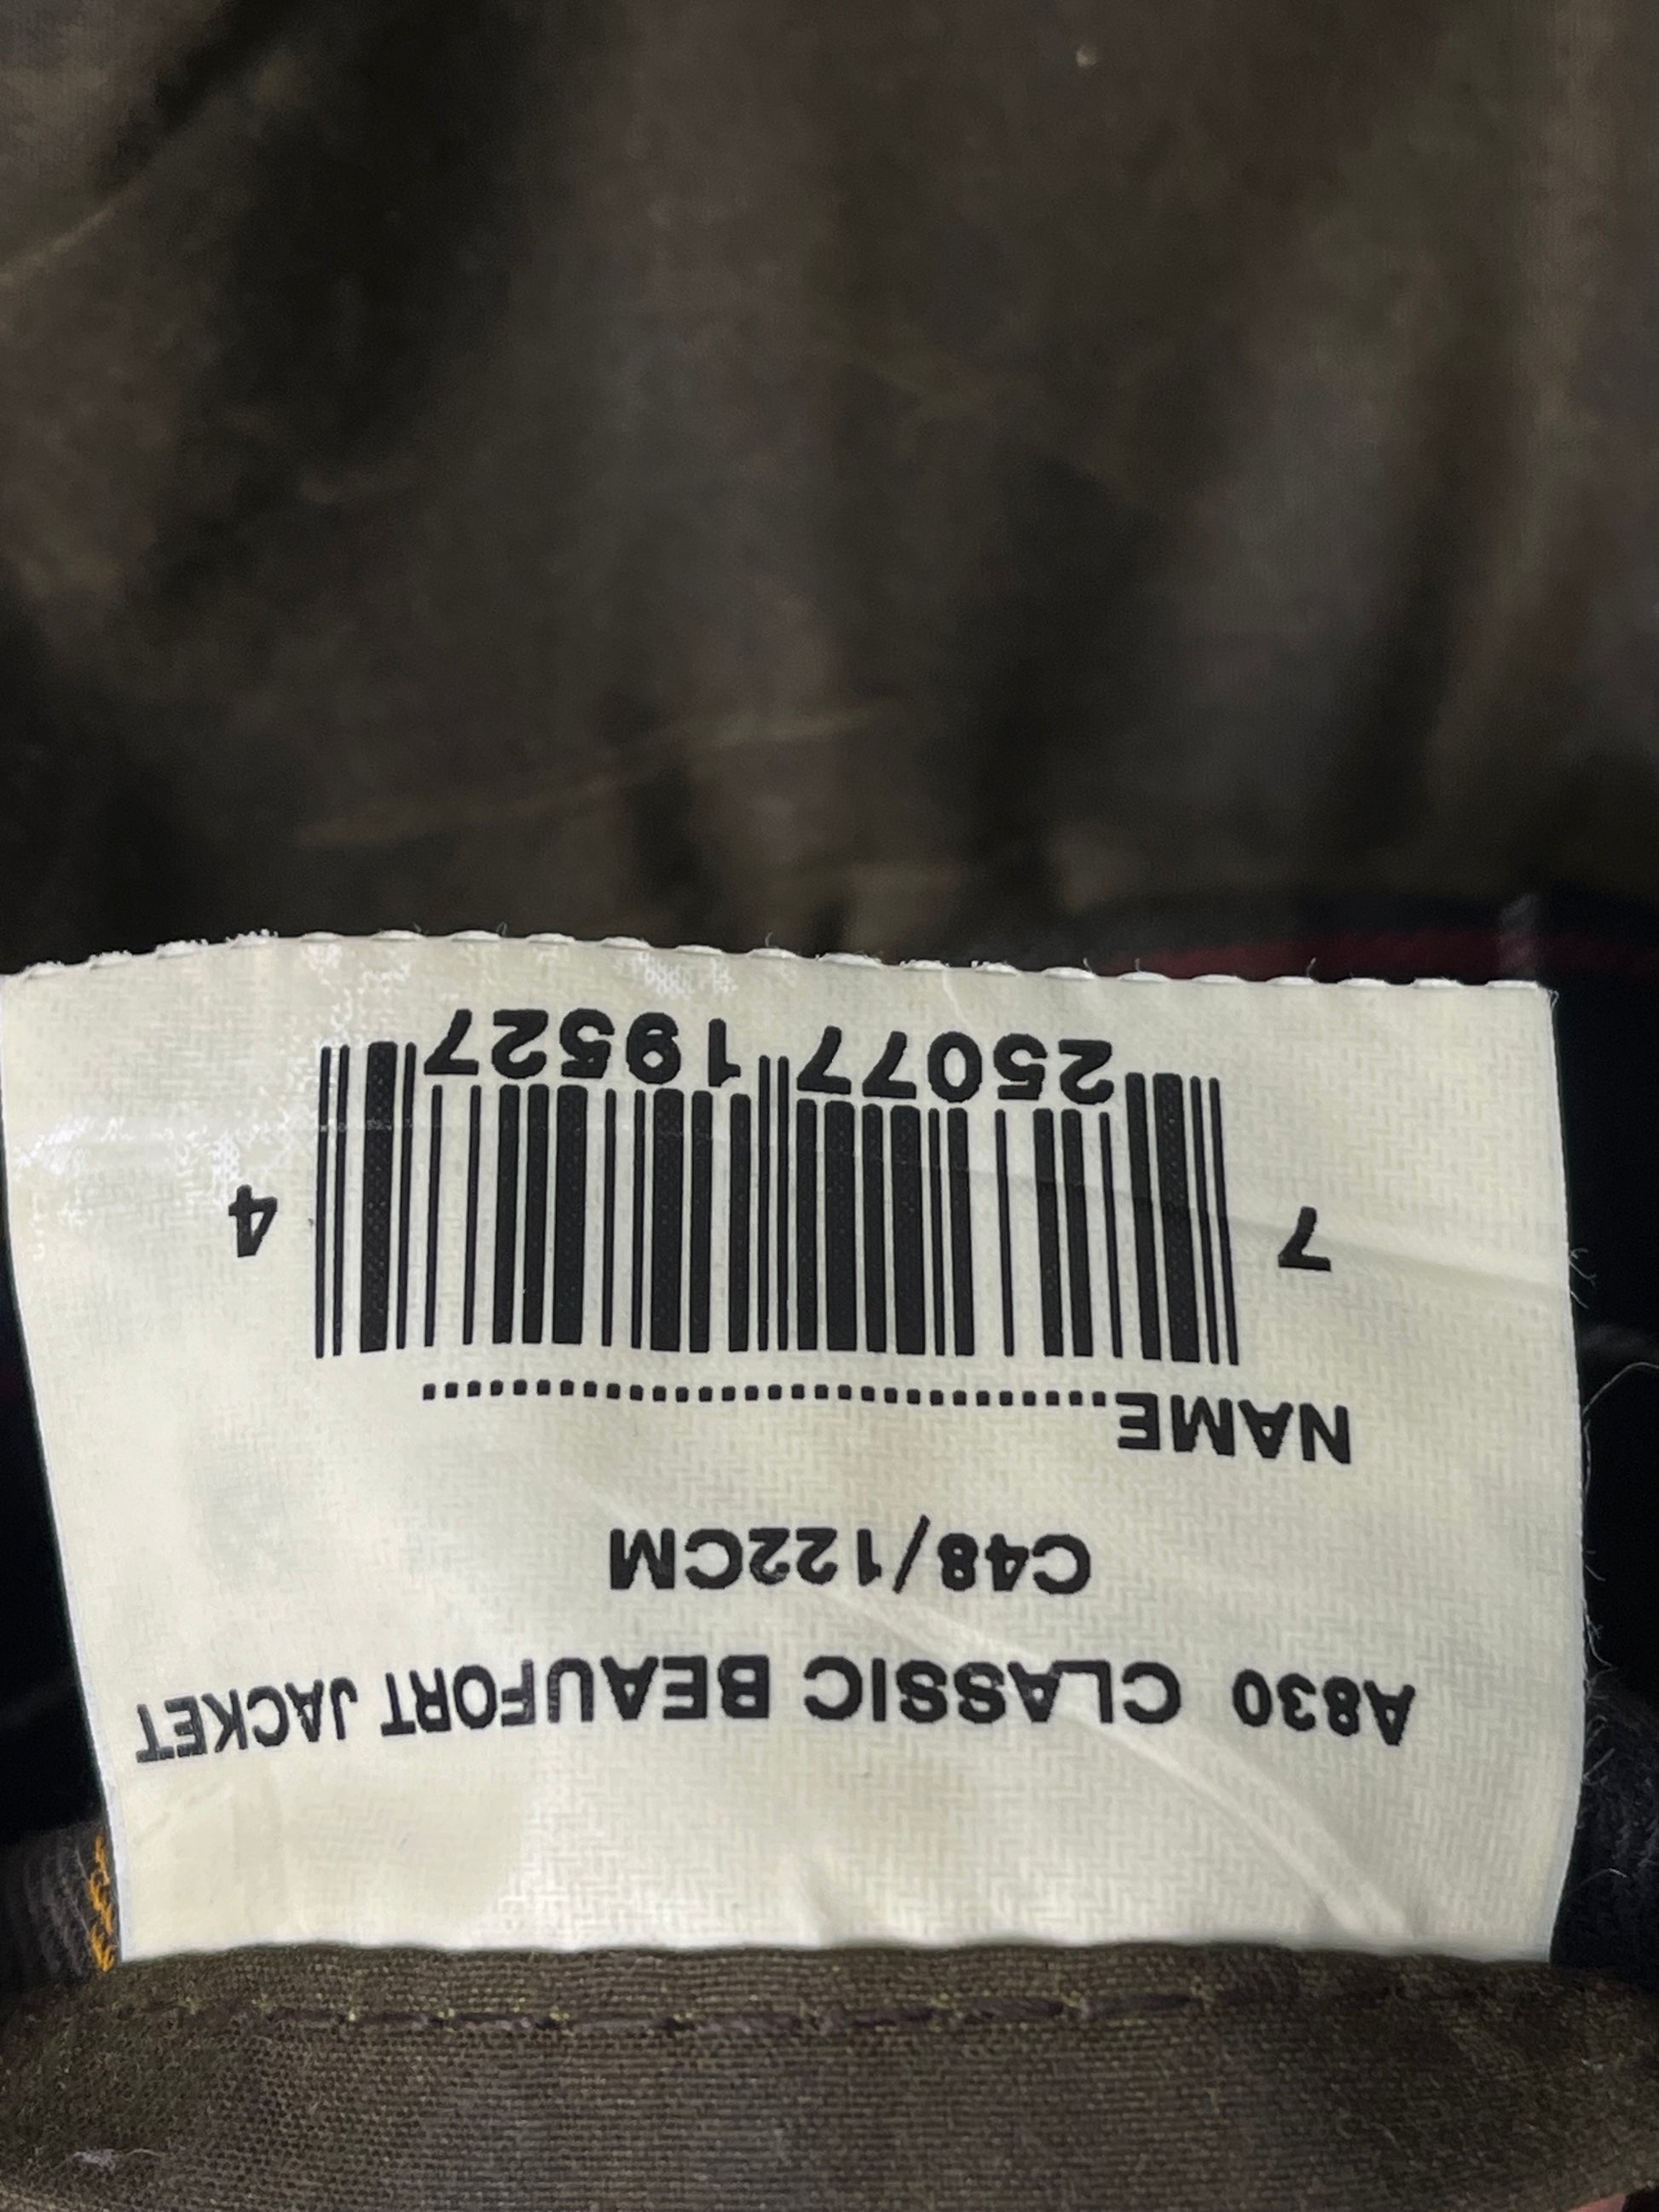 A830 CLASSIC BEAUFORT JACKET
C48/122CM
NAME................................
7 25077 19527 4